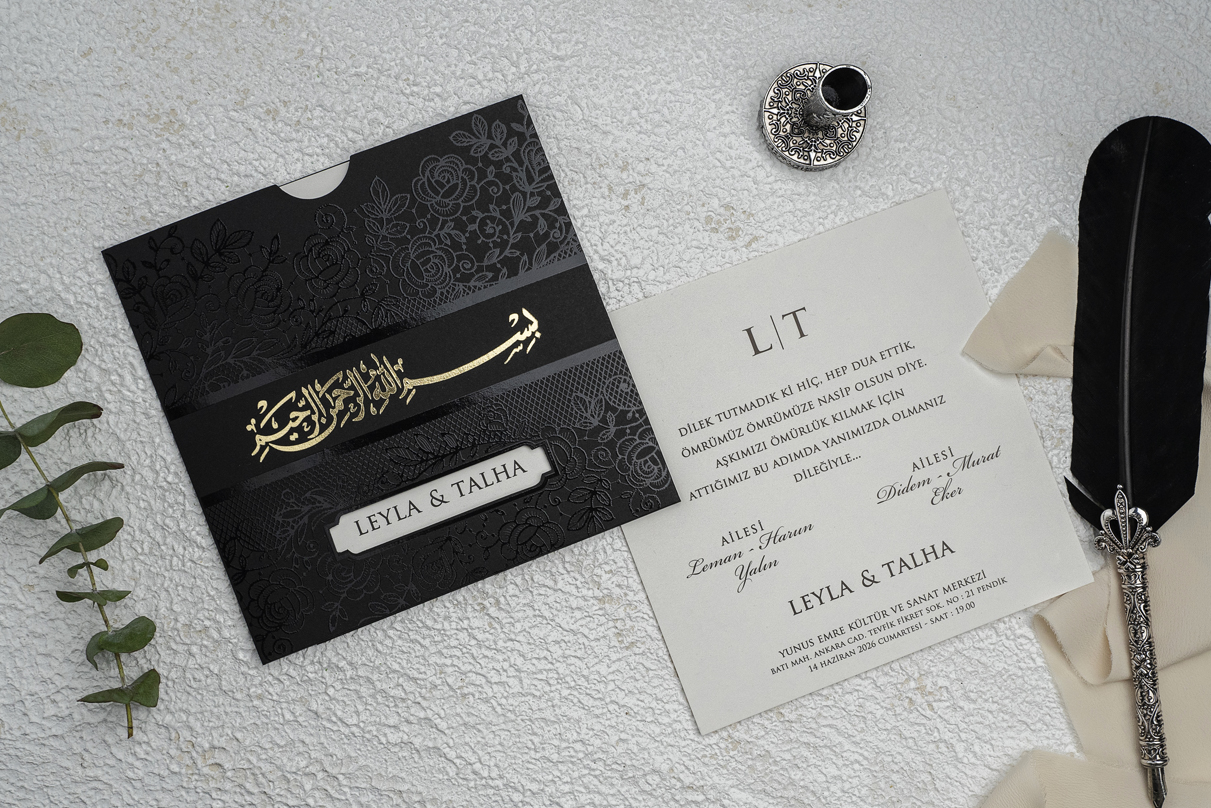 بِسْمِ اللهِ الرَّحْمٰنِ الرَّحِيمِ
LEYLA & TALHA
L|T
DİLEK TUTMADIK Kİ HİÇ, HEP DUA ETTİK,
ÖMRÜMÜZ ÖMRÜMÜZE NASİP OLSUN DİYE.
AŞKIMIZI ÖMÜRLÜK KILMAK İÇİN
ATTIĞIMIZ BU ADIMDA YANIMIZDA OLMANIZ
DİLEĞİYLE...
AİLESİ
Leman - Harun
Yalın
AİLESİ
Didem - Murat
Eker
LEYLA & TALHA
YUNUS EMRE KÜLTÜR VE SANAT MERKEZİ
BATI MAH. ANKARA CAD. TEVFİK FİKRET SOK. NO : 21 PENDİK
14 HAZİRAN 2026 CUMARTESİ - SAAT : 19.00